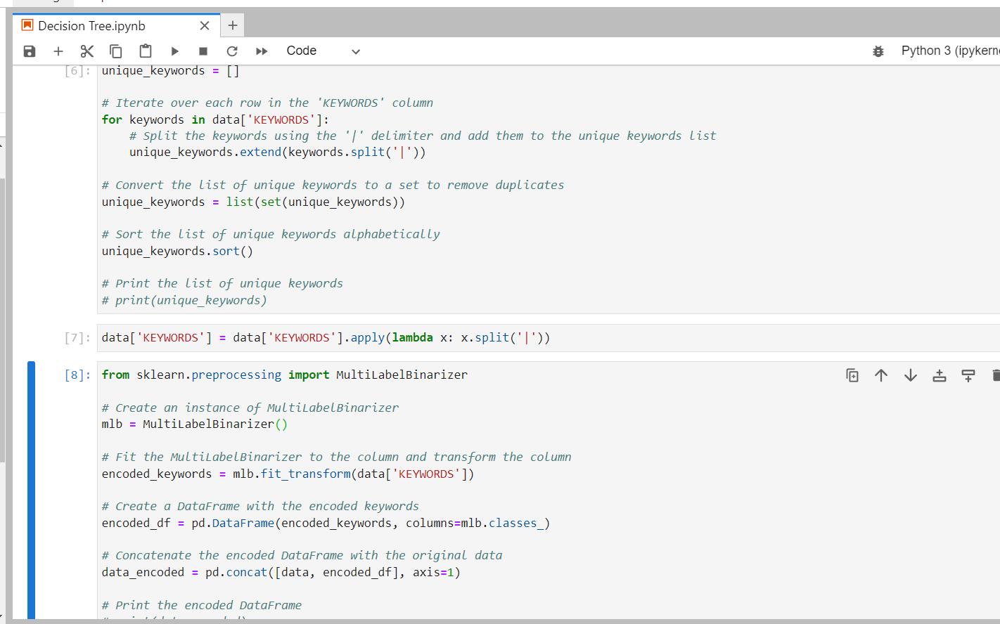 Decision Tree.ipynb
Code
Python 3 (ipykern
[6]:
unique_keywords = []
# Iterate over each row in the 'KEYWORDS' column
for keywords in data['KEYWORDS']:
    # Split the keywords using the '|' delimiter and add them to the unique keywords list
    unique_keywords.extend(keywords.split('|'))
# Convert the list of unique keywords to a set to remove duplicates
unique_keywords = list(set(unique_keywords))
# Sort the list of unique keywords alphabetically
unique_keywords.sort()
# Print the list of unique keywords
# print(unique_keywords)
[7]:
data['KEYWORDS'] = data['KEYWORDS'].apply(lambda x: x.split('|'))
[8]:
from sklearn.preprocessing import MultiLabelBinarizer
# Create an instance of MultiLabelBinarizer
mlb = MultiLabelBinarizer()
# Fit the MultiLabelBinarizer to the column and transform the column
encoded_keywords = mlb.fit_transform(data['KEYWORDS'])
# Create a DataFrame with the encoded keywords
encoded_df = pd.DataFrame(encoded_keywords, columns=mlb.classes_)
# Concatenate the encoded DataFrame with the original data
data_encoded = pd.concat([data, encoded_df], axis=1)
# Print the encoded DataFrame